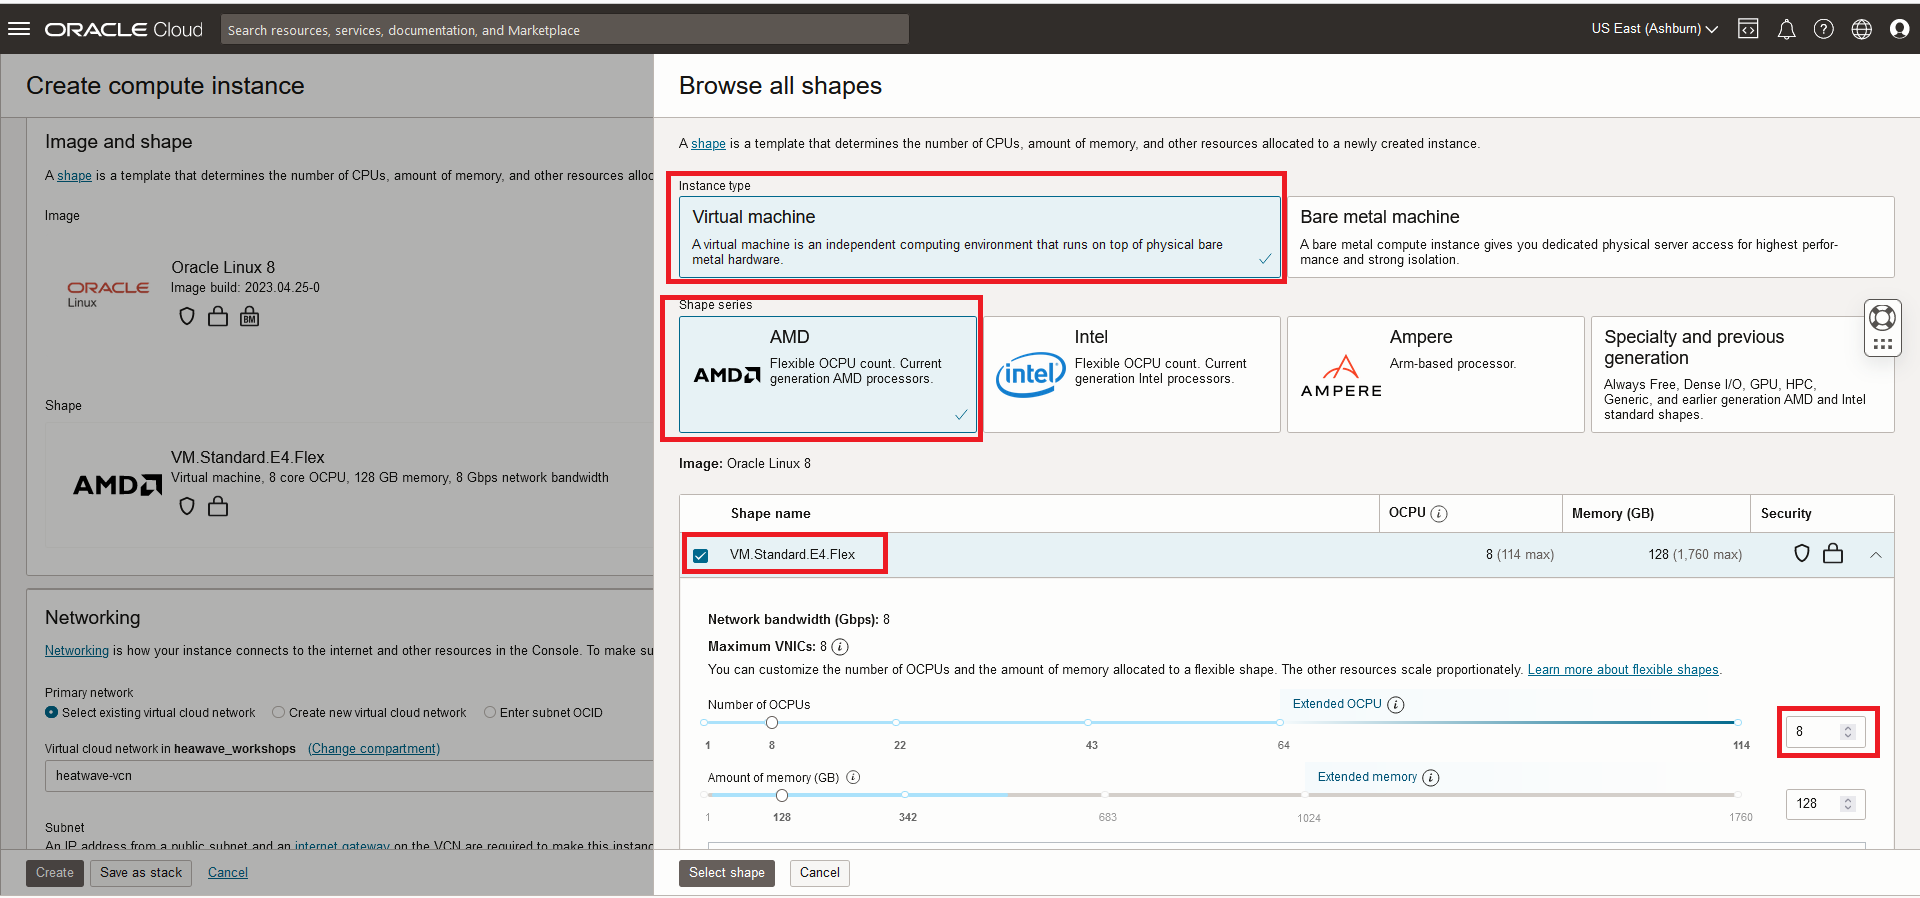 ORACLE Cloud
Search resources, services, documentation, and Marketplace
US East (Ashburn)
Create compute instance
Image and shape
A shape is a template that determines the number of CPUs, amount of memory, and other resources alloc
Image
ORACLE
Linux
Oracle Linux 8
Image build: 2023.04.25-0
BM
Shape
AMD
VM.Standard.E4.Flex
Virtual machine, 8 core OCPU, 128 GB memory, 8 Gbps network bandwidth
Networking
Networking is how your instance connects to the internet and other resources in the Console. To make su
Primary network
Select existing virtual cloud network
Create new virtual cloud network
Enter subnet OCID
Virtual cloud network in heawave_workshops (Change compartment)
heatwave-vcn
Subnet
An IP address from a public subnet and an internet gateway on the VCN are required to make this instanc
Create
Save as stack
Cancel
Browse all shapes
A shape is a template that determines the number of CPUs, amount of memory, and other resources allocated to a newly created instance.
Instance type
Virtual machine
A virtual machine is an independent computing environment that runs on top of physical bare
metal hardware.
Bare metal machine
A bare metal compute instance gives you dedicated physical server access for highest perfor-
mance and strong isolation.
Shape series
AMD
AMD
Flexible OCPU count. Current
generation AMD processors.
intel
Intel
Flexible OCPU count. Current
generation Intel processors.
AMPERE
Ampere
Arm-based processor.
Specialty and previous
generation
Always Free, Dense I/O, GPU, HPC,
Generic, and earlier generation AMD and Intel
standard shapes.
Image: Oracle Linux 8
Shape name
OCPU
Memory (GB)
Security
VM.Standard.E4.Flex
8 (114 max)
128 (1,760 max)
Network bandwidth (Gbps): 8
Maximum VNICs: 8
You can customize the number of OCPUs and the amount of memory allocated to a flexible shape. The other resources scale proportionately. Learn more about flexible shapes.
Number of OCPUs
Extended OCPU
1 8 22 43 64 114
8
Amount of memory (GB)
Extended memory
1 128 342 683 1024 1760
128
Select shape
Cancel